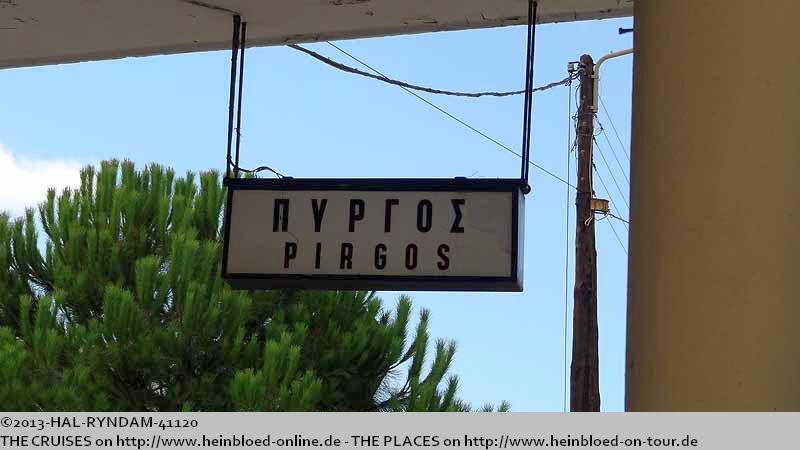 ΠΥΡΓΟΣ
PIRGOS
©2013-HAL-RYNDAM-41120
THE CRUISES on http://www.heinbloed-online.de - THE PLACES on http://www.heinbloed-on-tour.de